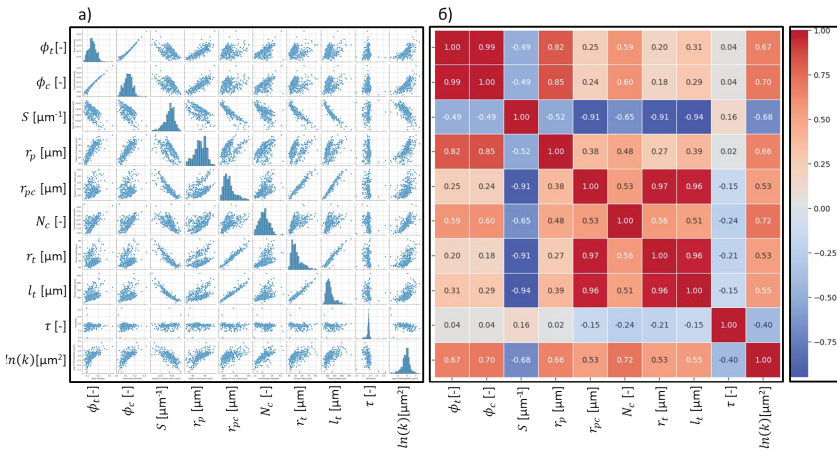 а)
б)
ϕt[-]
ϕc[-]
S [μm⁻¹]
rp [μm]
rpc [μm]
Nc [-]
rt [μm]
lt [μm]
τ [-]
ln(k)[μm²]
ϕt[-] ϕc [-] S [μm⁻¹] rp [μm] rpc [μm] Nc [-] rt [μm] lt [μm] τ [-] ln(k)[μm²]
1.00 0.99 -0.49 0.82 0.25 0.59 0.20 0.31 0.04 0.67
0.99 1.00 -0.49 0.85 0.24 0.60 0.18 0.29 0.04 0.70
-0.49 -0.49 1.00 -0.52 -0.91 -0.65 -0.91 -0.94 0.16 -0.68
0.82 0.85 -0.52 1.00 0.38 0.48 0.27 0.39 0.02 0.66
0.25 0.24 -0.91 0.38 1.00 0.53 0.97 0.96 -0.15 0.53
0.59 0.60 -0.65 0.48 0.53 1.00 0.56 0.51 -0.24 0.72
0.20 0.18 -0.91 0.27 0.97 0.56 1.00 0.96 -0.21 0.53
0.31 0.29 -0.94 0.39 0.96 0.51 0.96 1.00 -0.15 0.55
0.04 0.04 0.16 0.02 -0.15 -0.24 -0.21 -0.15 1.00 -0.40
0.67 0.70 -0.68 0.66 0.53 0.72 0.53 0.55 -0.40 1.00
ϕt[-] ϕc [-] S [μm⁻¹] rp [μm] rpc [μm] Nc [-] rt [μm] lt [μm] τ [-] ln(k)[μm²]
1.00
0.75
0.50
0.25
0.00
-0.25
-0.50
-0.75